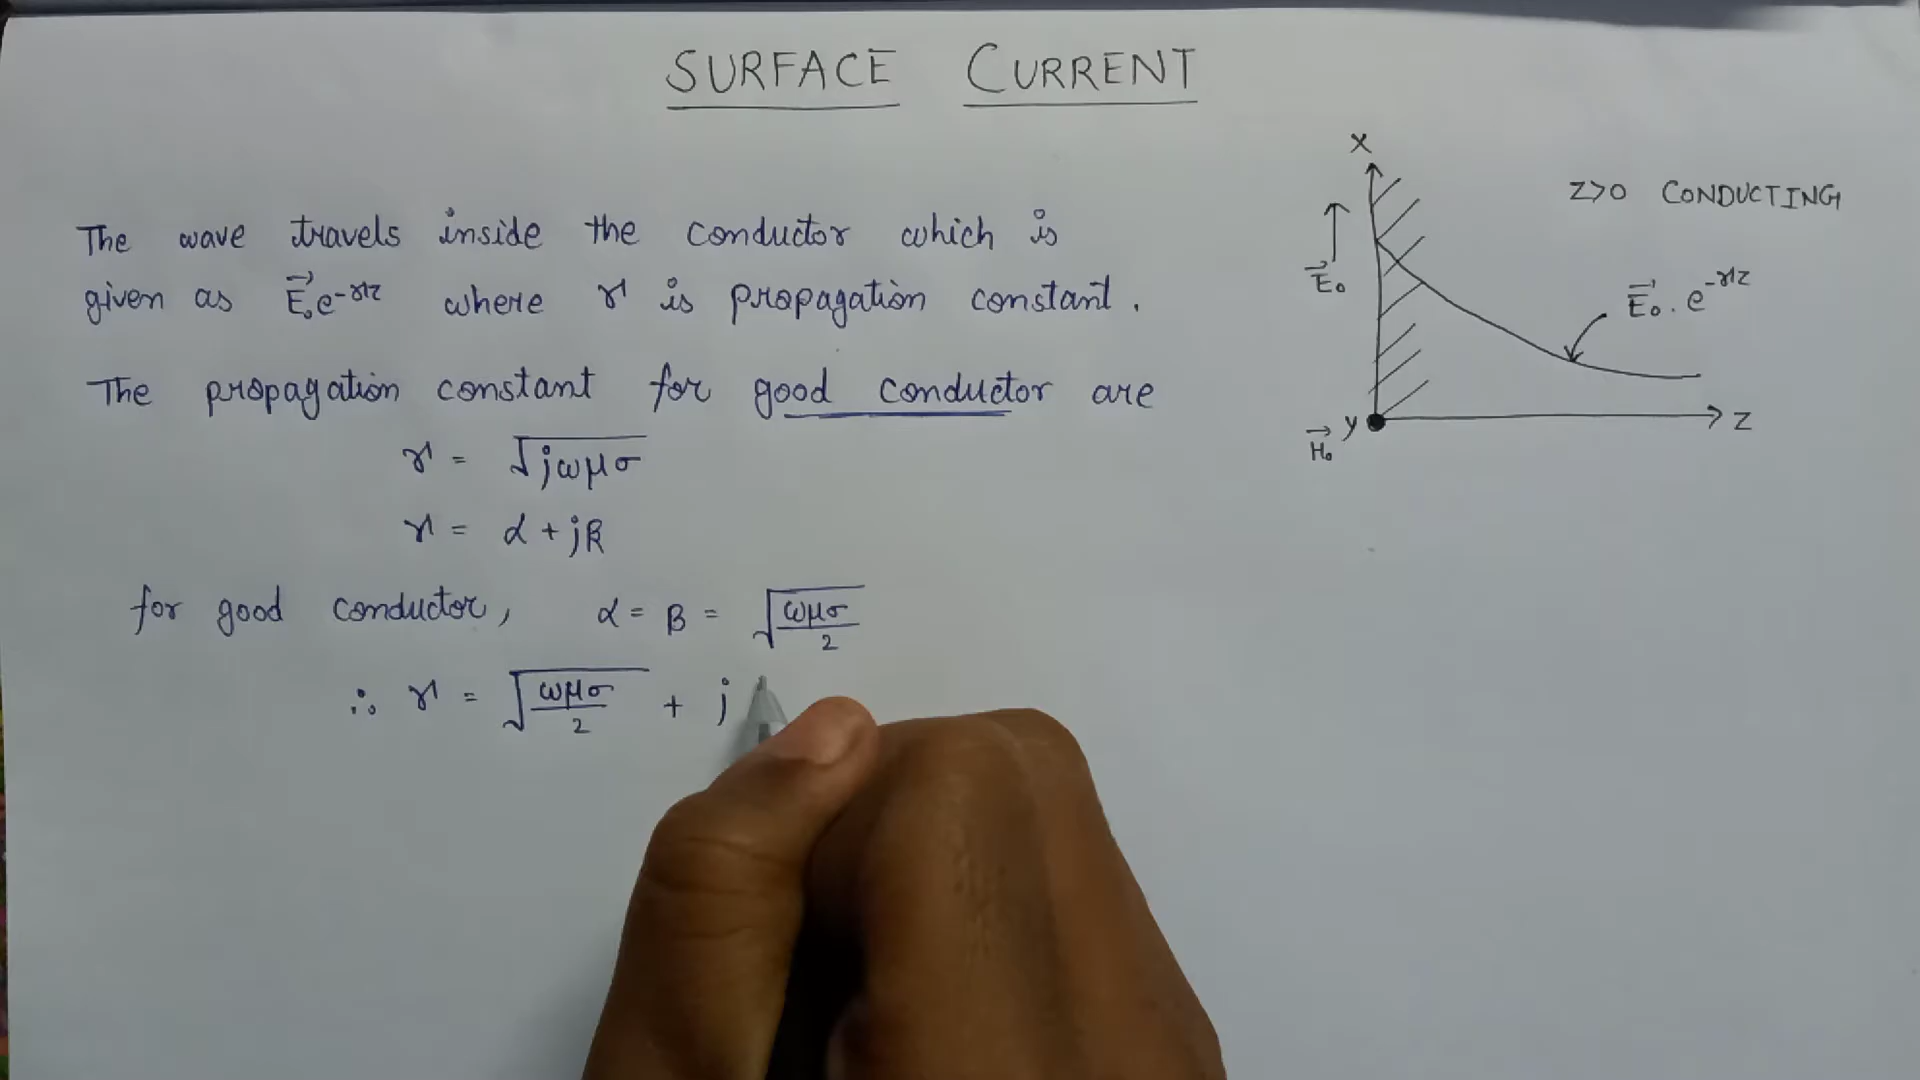 SURFACE CURRENT
The wave travels inside the conductor which is
given as E⃗₀e^-γz where γ is propagation constant.
The propagation constant for good conductor are
γ = √jωμσ
γ = α + jβ
for good conductor, α = β = √(ωμσ/2)
∴ γ = √(ωμσ/2) + j
X
Z>0 CONDUCTING
E⃗₀
E⃗₀.e^-γz
y
Z
H⃗₀